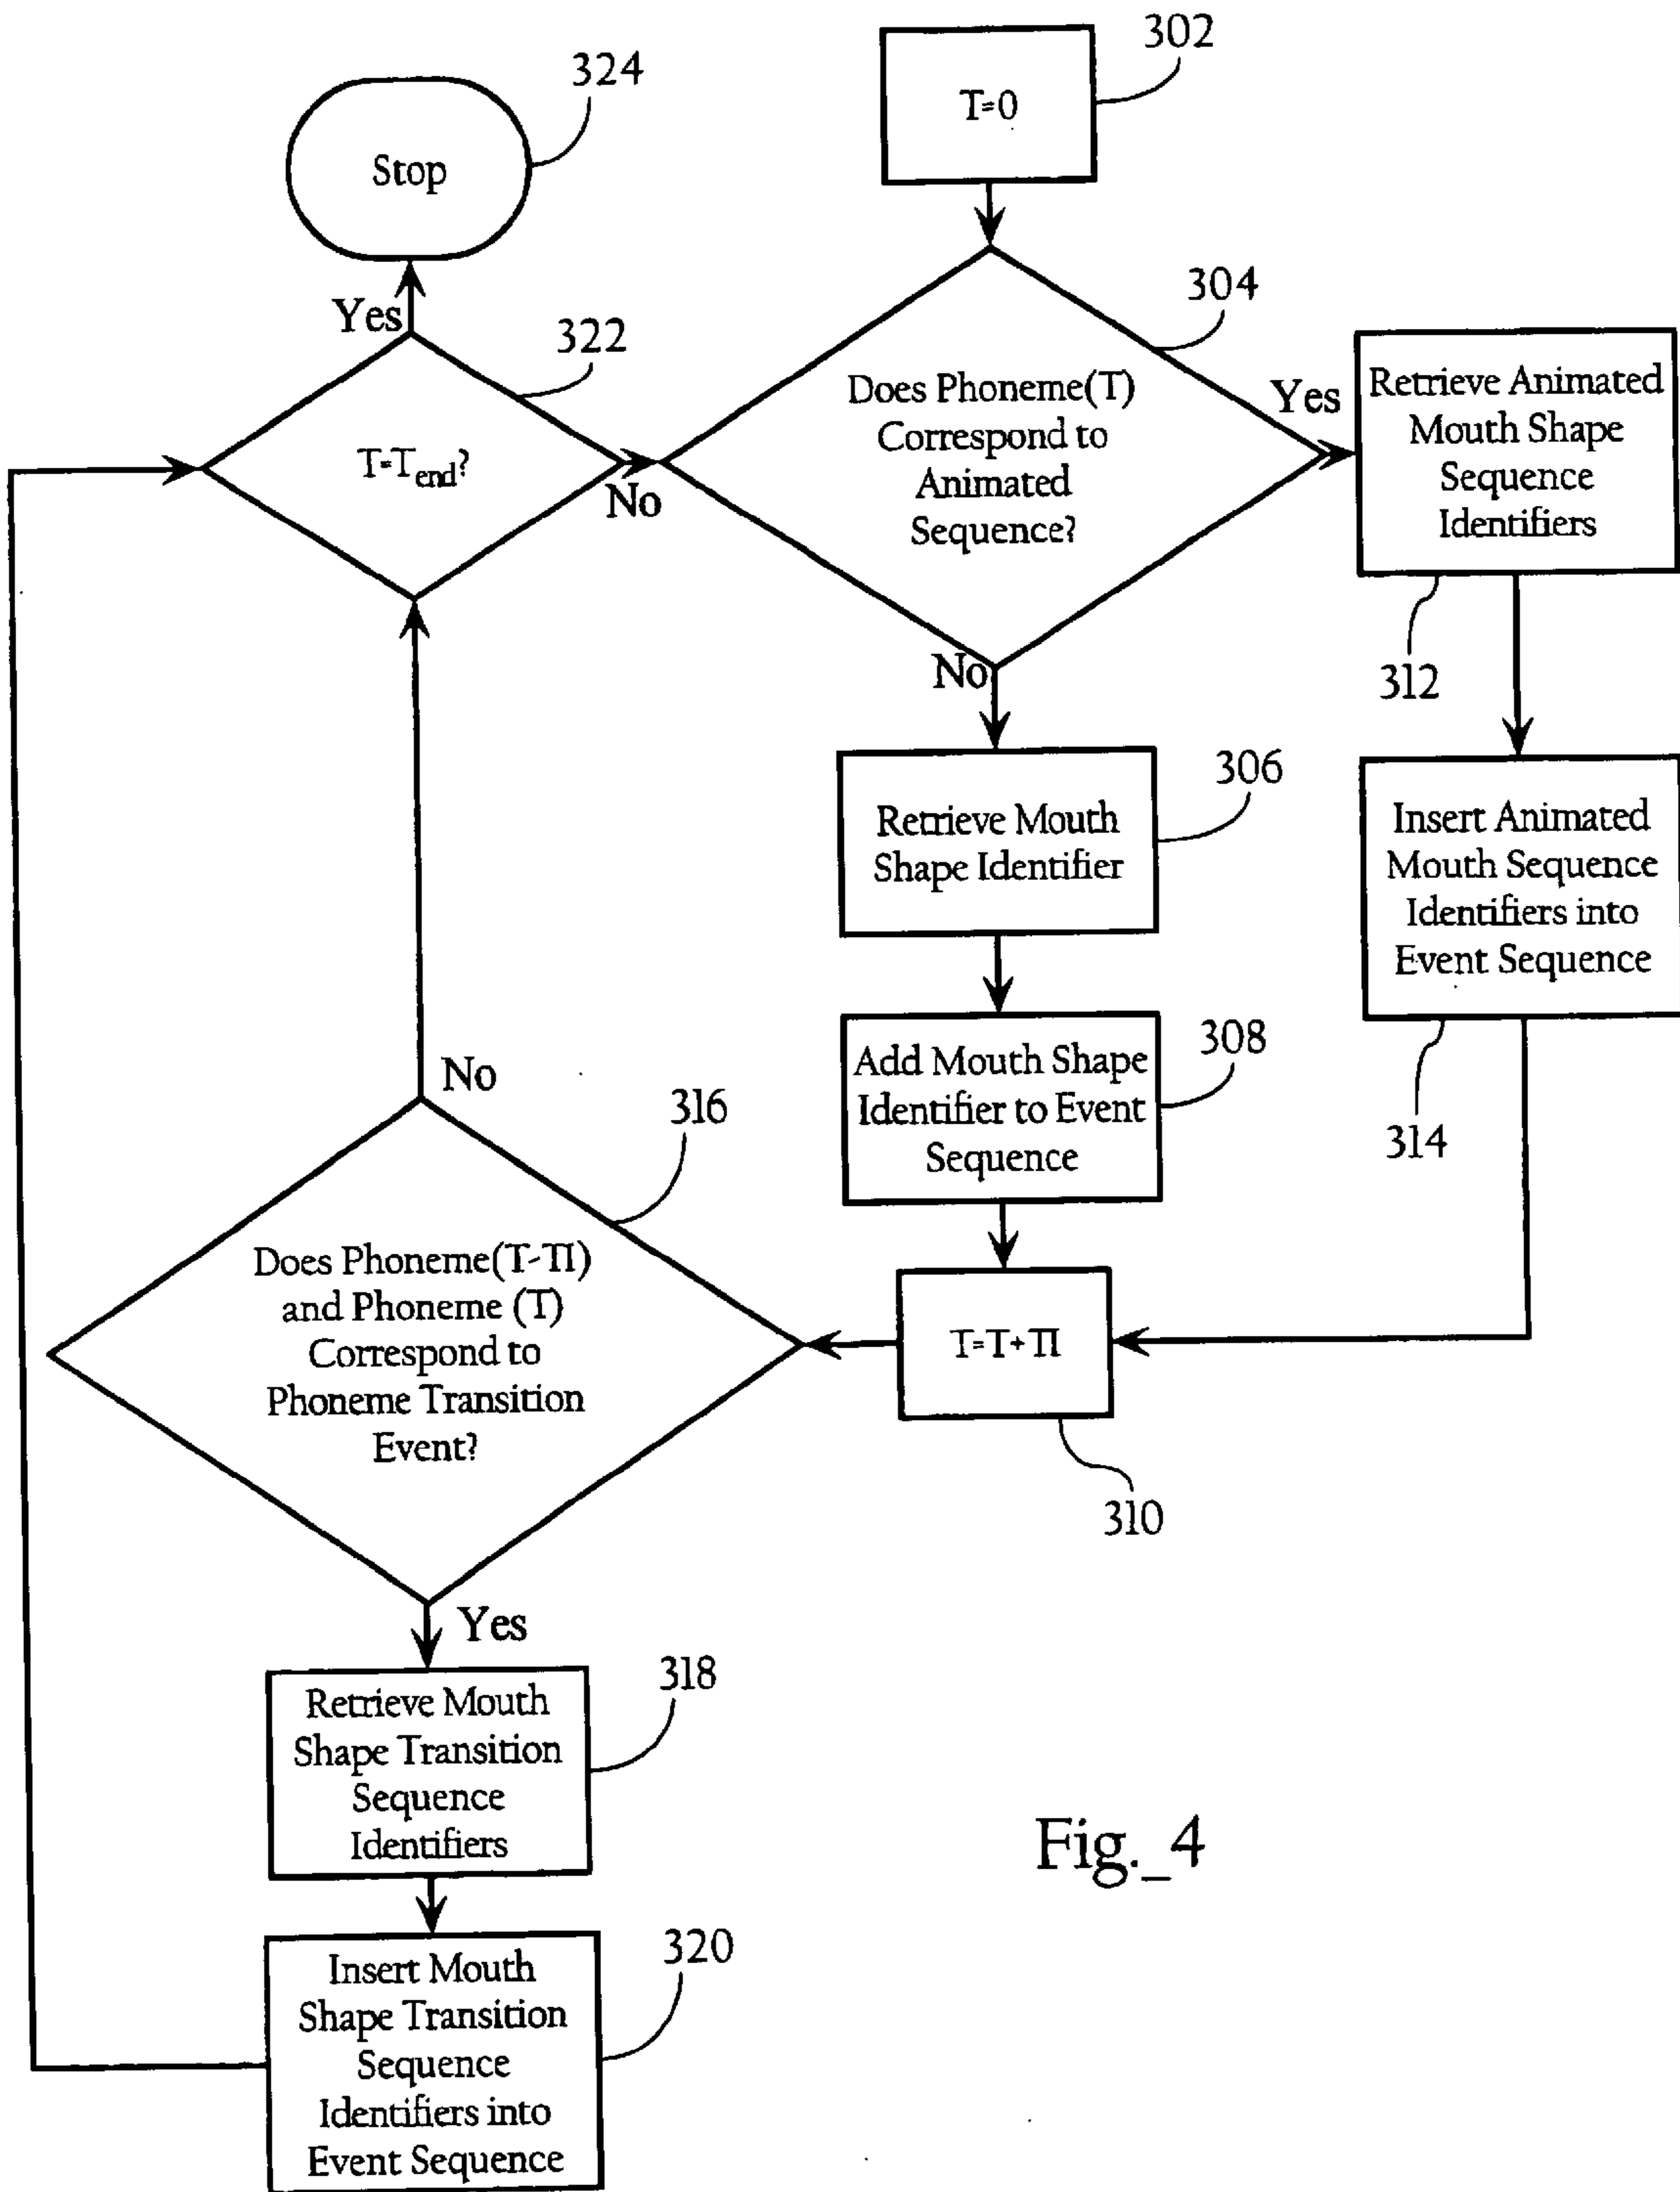 302
T=0
324
Stop
Yes
322
T=Tend?
No
304
Does Phoneme(T)
Correspond to
Animated
Sequence?
Yes
Retrieve Animated
Mouth Shape
Sequence
Identifiers
312
No
306
Retrieve Mouth
Shape Identifier
Insert Animated
Mouth Sequence
Identifiers into
Event Sequence
314
308
Add Mouth Shape
Identifier to Event
Sequence
No
316
Does Phoneme(T-TI)
and Phoneme (T)
Correspond to
Phoneme Transition
Event?
T=T+TI
310
Yes
318
Retrieve Mouth
Shape Transition
Sequence
Identifiers
320
Insert Mouth
Shape Transition
Sequence
Identifiers into
Event Sequence
Fig._4